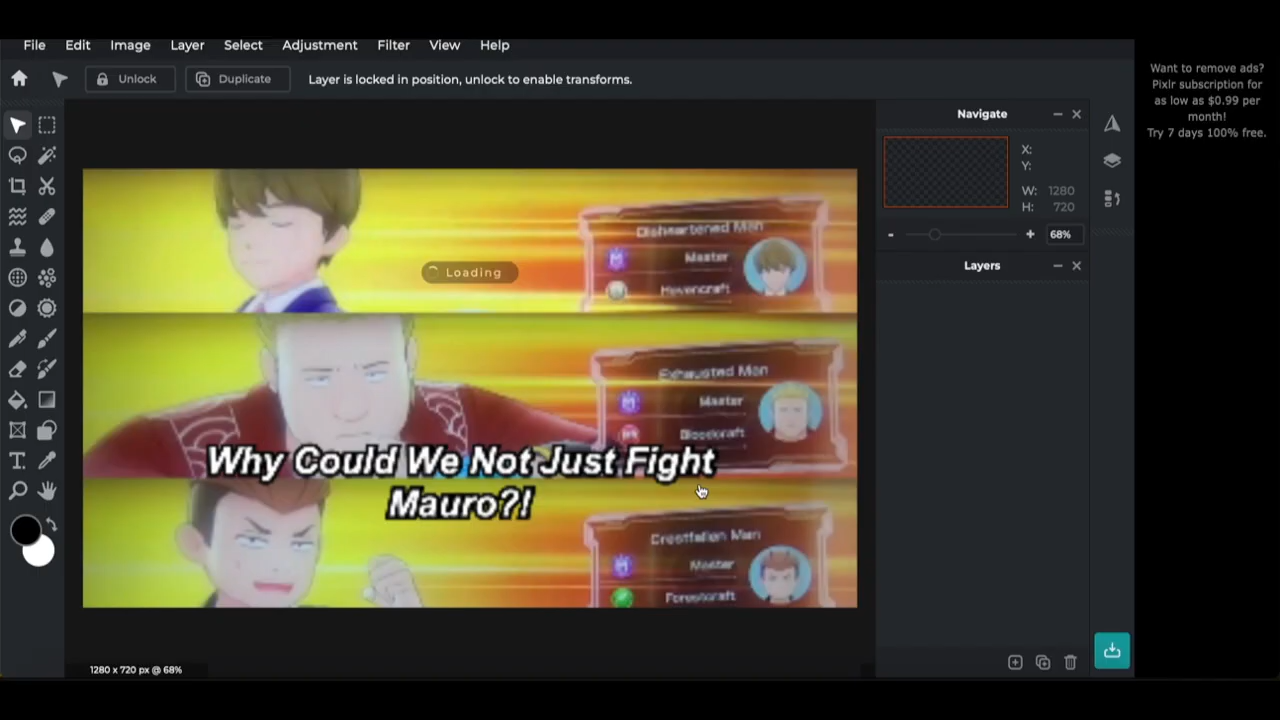 File Edit Image Layer Select Adjustment Filter View Help
Unlock Duplicate Layer is locked in position, unlock to enable transforms.
Want to remove ads?
Pixlr subscription for
as low as $0.99 per
month!
Try 7 days 100% free.
Navigate
X:
Y:
W: 1280
H: 720
- + 68%
Layers
Disheartened Man
Master
Havencraft
Loading
Exhausted Man
Master
Bloodcraft
Why Could We Not Just Fight
Mauro?!
Crestfallen Man
Master
Forestcraft
1280 x 720 px @ 68%